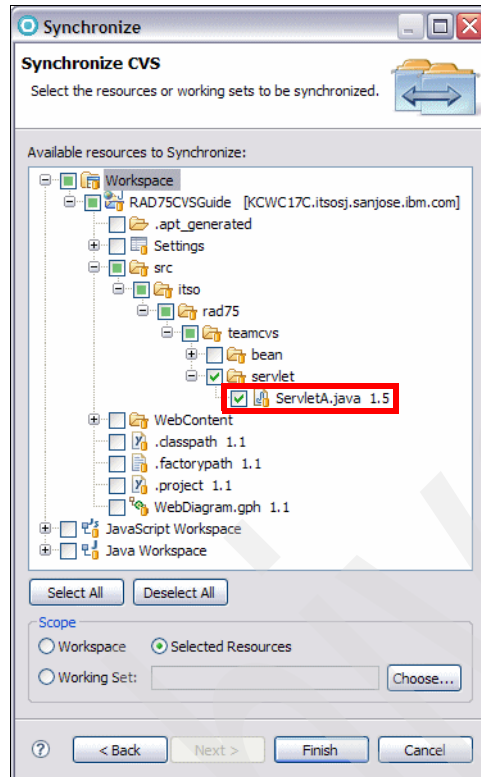 Synchronize
Synchronize CVS
Select the resources or working sets to be synchronized.
Available resources to Synchronize:
Workspace
RAD75CVSGuide [KCWC17C.itsosj.sanjose.ibm.com]
.apt_generated
Settings
src
itso
rad75
teamcvs
bean
servlet
ServletA.java 1.5
WebContent
.classpath 1.1
.factorypath 1.1
.project 1.1
WebDiagram.gph 1.1
JavaScript Workspace
Java Workspace
Select All Deselect All
Scope
Workspace Selected Resources
Working Set: Choose...
? < Back Next > Finish Cancel